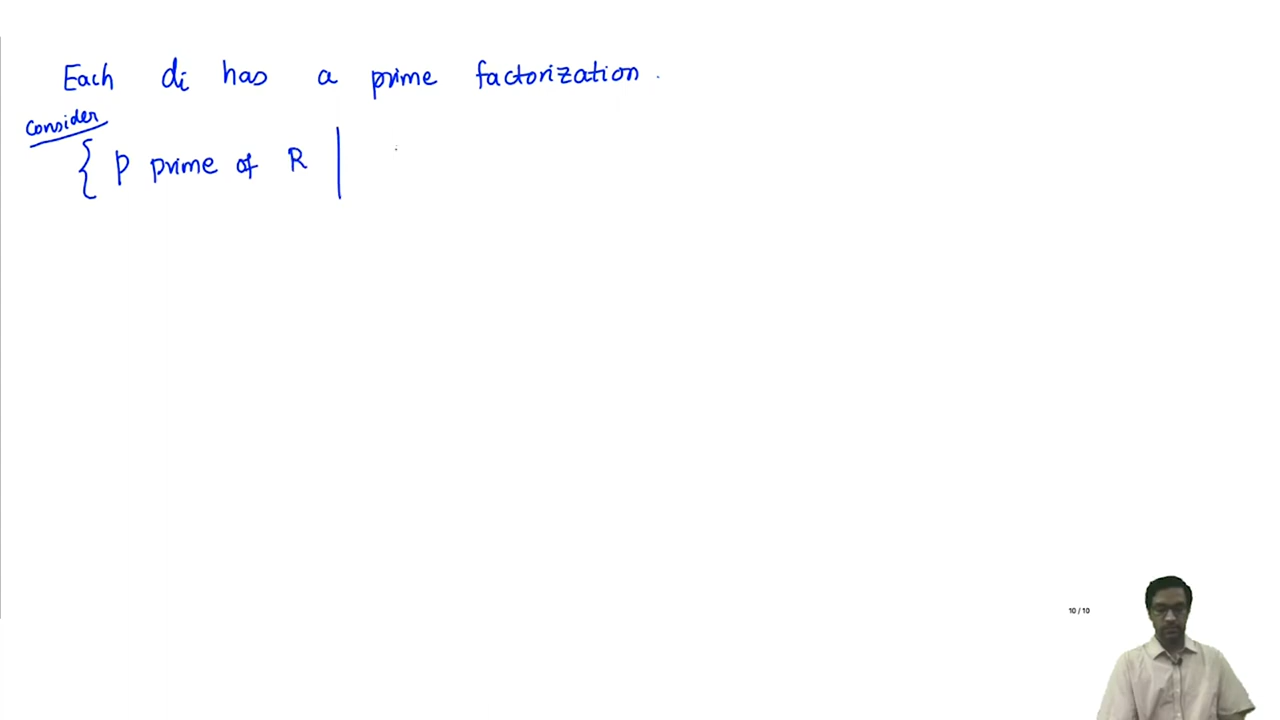 Each di has a prime factorization.
Consider
{ p prime of R |
10 / 10